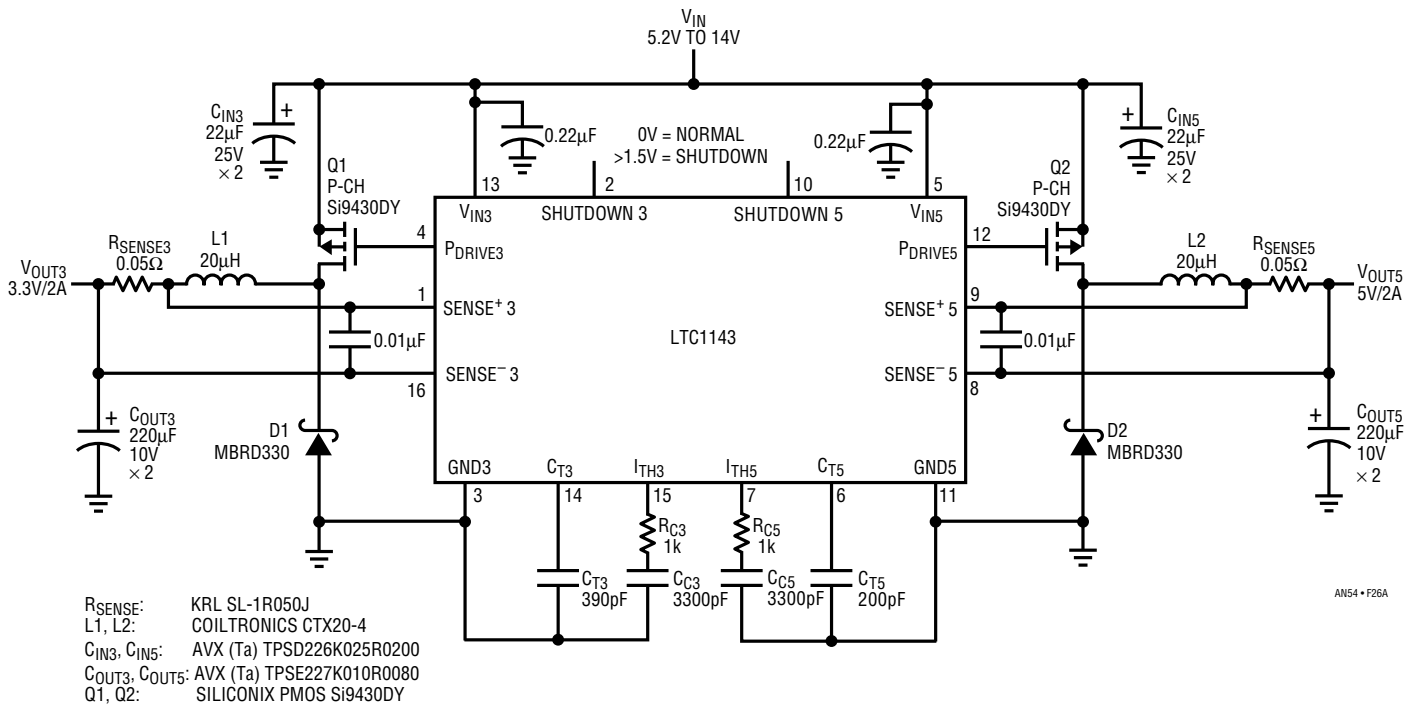 VIN
5.2V TO 14V
CIN3
22µF
25V
× 2
+
0.22µF
0V = NORMAL
>1.5V = SHUTDOWN
0.22µF
+
CIN5
22µF
25V
× 2
Q1
P-CH
Si9430DY
Q2
P-CH
Si9430DY
13
2
10
5
VIN3
SHUTDOWN 3
SHUTDOWN 5
VIN5
4
PDRIVE3
PDRIVE5
12
VOUT3
3.3V/2A
RSENSE3
0.05Ω
L1
20µH
L2
20µH
RSENSE5
0.05Ω
VOUT5
5V/2A
1
SENSE+ 3
SENSE+ 5
9
0.01µF
LTC1143
0.01µF
SENSE– 3
16
SENSE– 5
8
+
COUT3
220µF
10V
× 2
D1
MBRD330
D2
MBRD330
+
COUT5
220µF
10V
× 2
GND3
CT3
ITH3
ITH5
CT5
GND5
3
14
15
7
6
11
RC3
1k
RC5
1k
CT3
390pF
CC3
3300pF
CC5
3300pF
CT5
200pF
AN54 • F26A
RSENSE: KRL SL-1R050J
L1, L2: COILTRONICS CTX20-4
CIN3, CIN5: AVX (Ta) TPSD226K025R0200
COUT3, COUT5: AVX (Ta) TPSE227K010R0080
Q1, Q2: SILICONIX PMOS Si9430DY